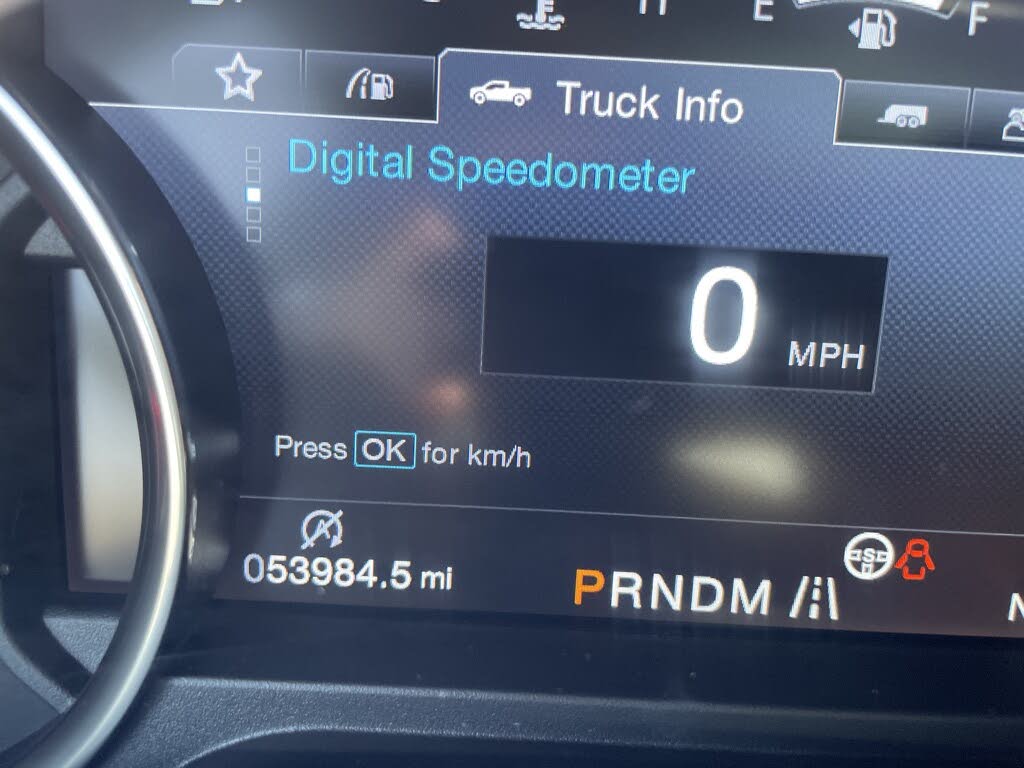 H E F
Truck Info
Digital Speedometer
0 MPH
Press OK for km/h
053984.5 mi
PRNDM